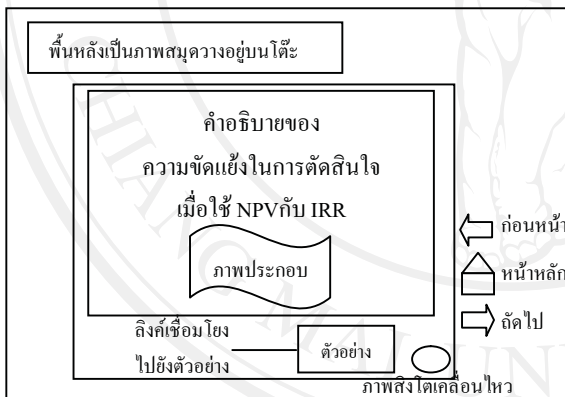 พื้นหลังเป็นภาพสมุดวางอยู่บนโต๊ะ
คำอธิบายของ
ความขัดแย้งในการตัดสินใจ
เมื่อใช้ NPVกับ IRR
ภาพประกอบ
ก่อนหน้า
หน้าหลัก
ถัดไป
ลิงค์เชื่อมโยง
ไปยังตัวอย่าง
ตัวอย่าง
ภาพสิงโตเคลื่อนไหว
CHIANG MAI UN